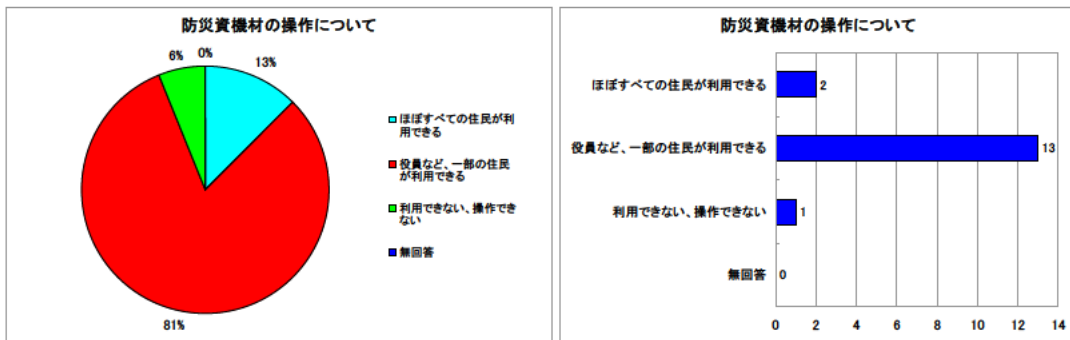 防災資機材の操作について
6%
0%
13%
81%
ほぼすべての住民が利
用できる
役員など、一部の住民
が利用できる
利用できない、操作でき
ない
無回答
防災資機材の操作について
ほぼすべての住民が利用できる
2
役員など、一部の住民が利用できる
13
利用できない、操作できない
1
無回答
0
0 2 4 6 8 10 12 14